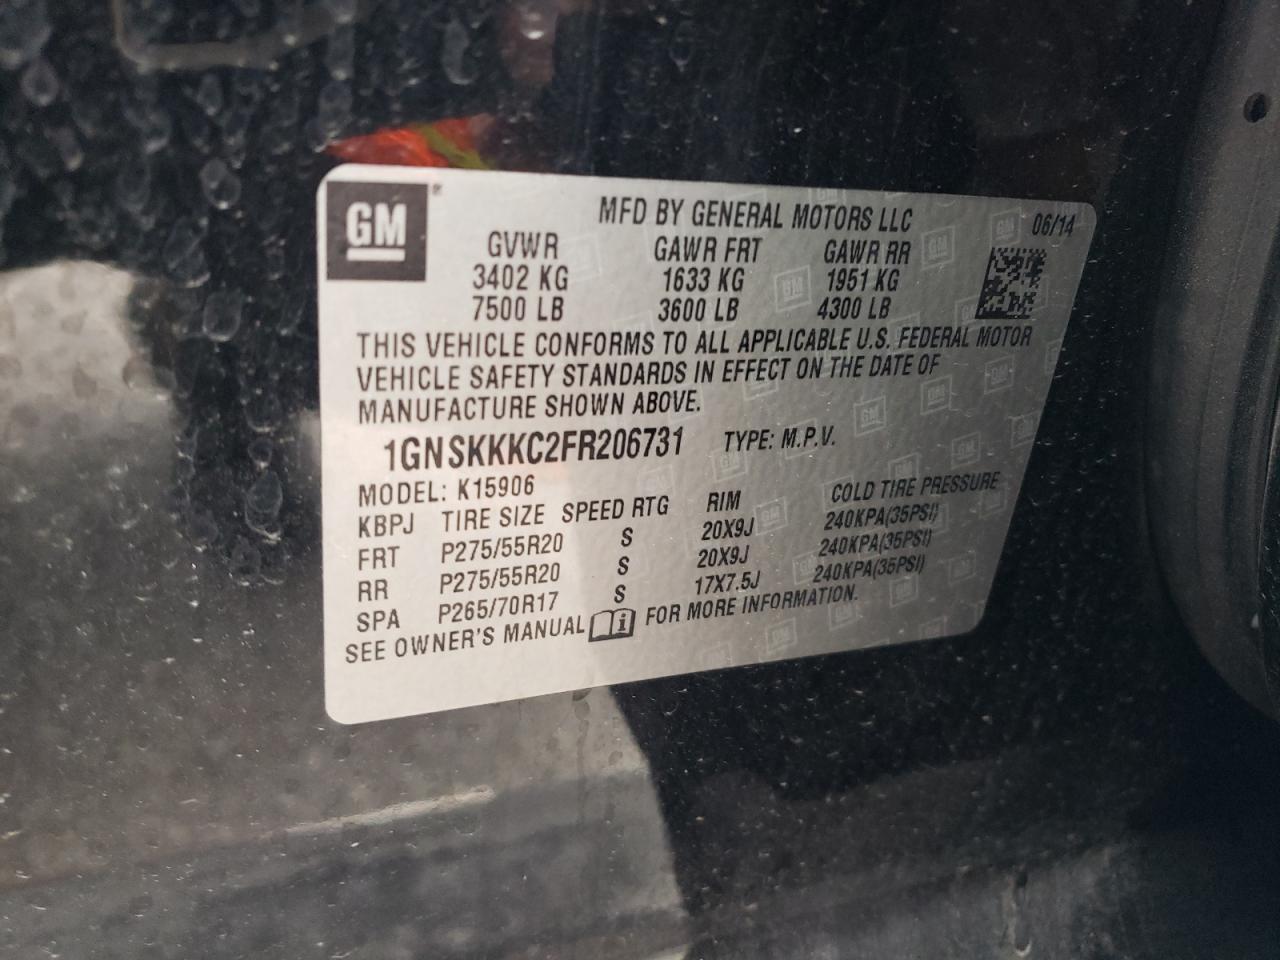 GM®
MFD BY GENERAL MOTORS LLC 06/14
GVWR GAWR FRT GAWR RR
3402 KG 1633 KG 1951 KG
7500 LB 3600 LB 4300 LB
THIS VEHICLE CONFORMS TO ALL APPLICABLE U.S. FEDERAL MOTOR
VEHICLE SAFETY STANDARDS IN EFFECT ON THE DATE OF
MANUFACTURE SHOWN ABOVE.
1GNSKKKC2FR206731 TYPE: M.P.V.
MODEL: K15906
KBPJ TIRE SIZE SPEED RTG RIM COLD TIRE PRESSURE
FRT P275/55R20 S 20X9J 240KPA(35PSI)
RR P275/55R20 S 20X9J 240KPA(35PSI)
SPA P265/70R17 S 17X7.5J 240KPA(35PSI)
SEE OWNER'S MANUAL i FOR MORE INFORMATION.